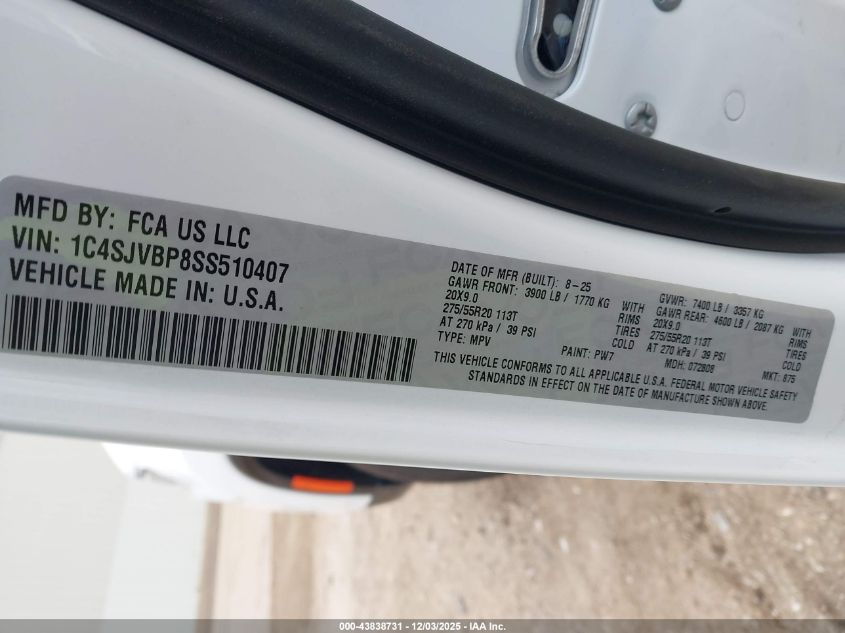 MFD BY: FCA US LLC
VIN: 1C4SJVBP8SS510407
VEHICLE MADE IN: U.S.A.
DATE OF MFR (BUILT): 8-25
GAWR FRONT: 3900 LB / 1770 KG WITH
20X9.0 RIMS
275/55R20 113T TIRES
AT 270 kPa / 39 PSI COLD
TYPE: MPV PAINT: PW7
GVWR: 7400 LB / 3357 KG
GAWR REAR: 4600 LB / 2087 KG WITH
20X9.0 RIMS
275/55R20 113T TIRES
AT 270 kPa / 39 PSI COLD
MDH: 072808 MKT: 875
THIS VEHICLE CONFORMS TO ALL APPLICABLE U.S.A. FEDERAL MOTOR VEHICLE SAFETY
STANDARDS IN EFFECT ON THE DATE OF MANUFACTURE SHOWN ABOVE.
000-43838731 - 12/03/2025 - IAA Inc.